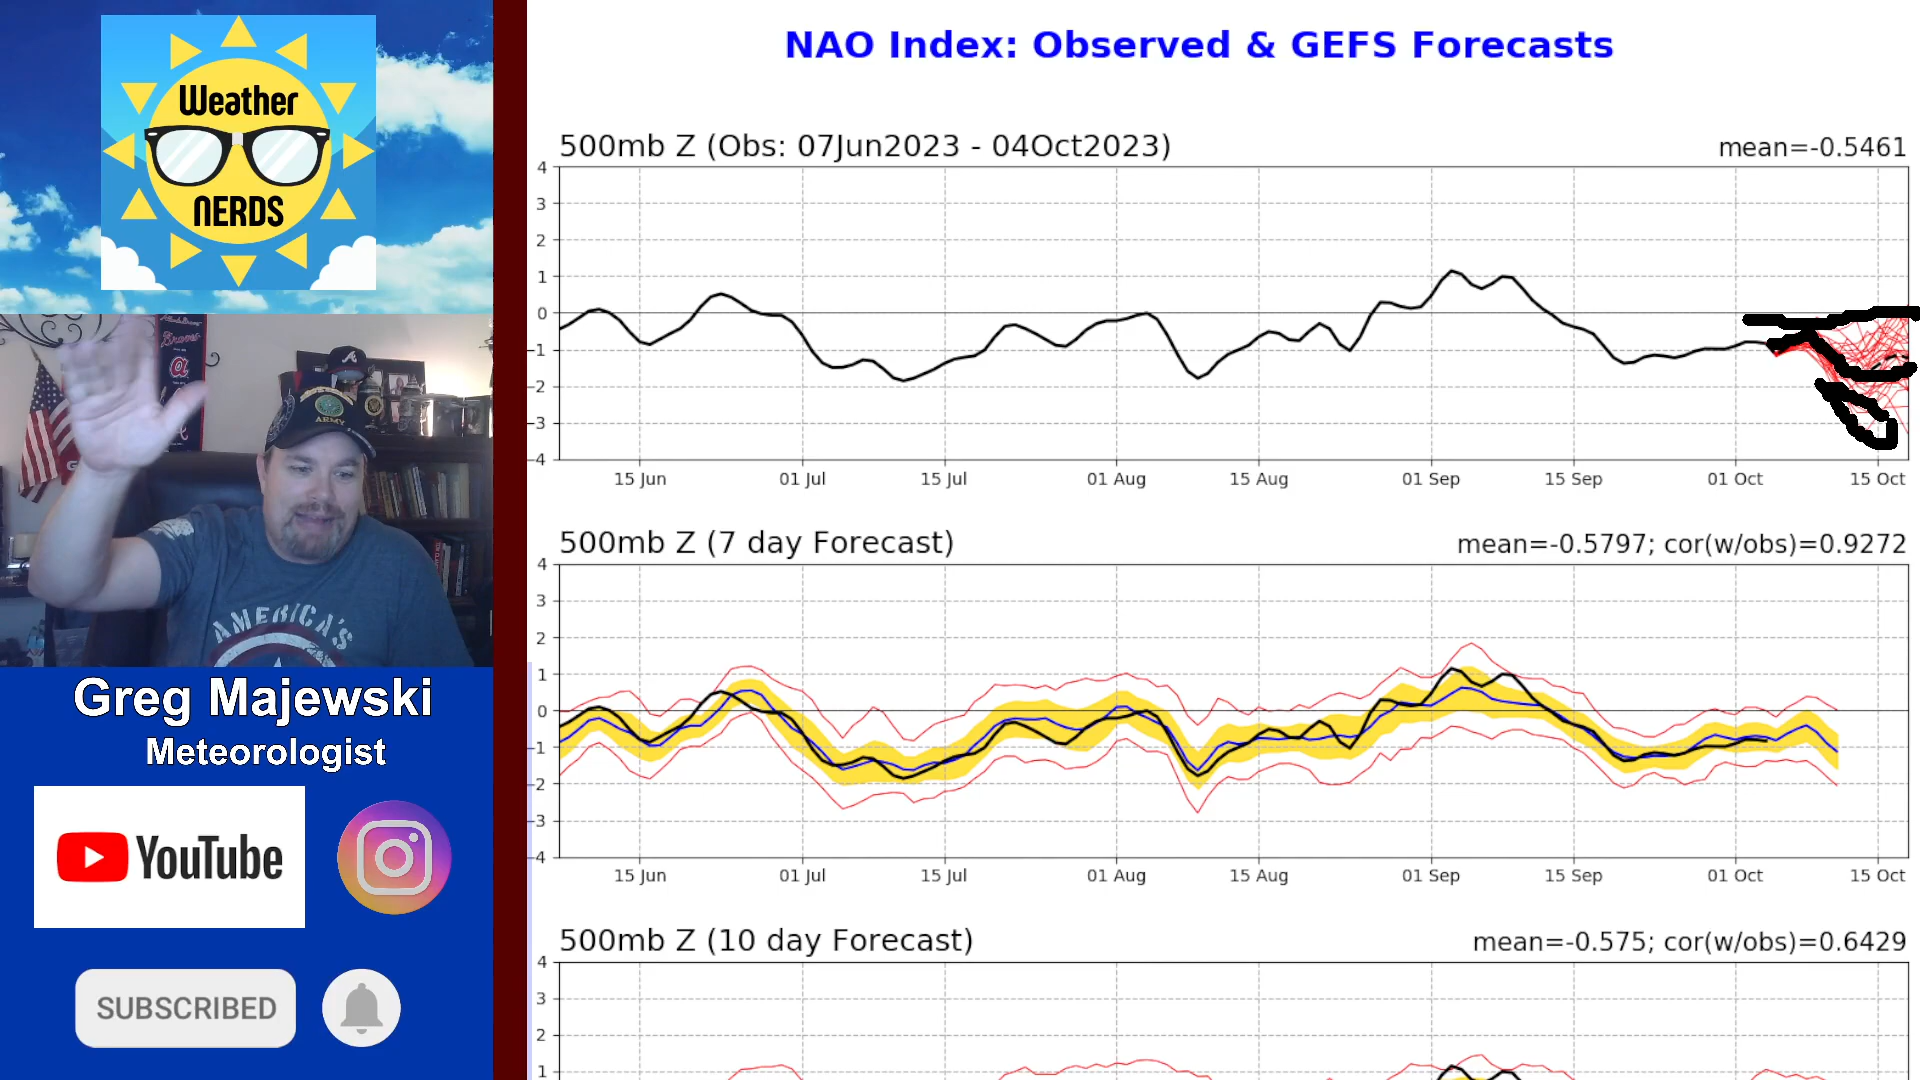 Weather
NERDS
Braves
a
A
ARMY
AMERICA'S
Greg Majewski
Meteorologist
YouTube
SUBSCRIBED
NAO Index: Observed & GEFS Forecasts
500mb Z (Obs: 07Jun2023 - 04Oct2023)
mean=-0.5461
4
3
2
1
0
-1
-2
-3
-4
15 Jun
01 Jul
15 Jul
01 Aug
15 Aug
01 Sep
15 Sep
01 Oct
15 Oct
500mb Z (7 day Forecast)
mean=-0.5797; cor(w/obs)=0.9272
4
3
2
1
0
-1
-2
-3
-4
15 Jun
01 Jul
15 Jul
01 Aug
15 Aug
01 Sep
15 Sep
01 Oct
15 Oct
500mb Z (10 day Forecast)
mean=-0.575; cor(w/obs)=0.6429
4
3
2
1